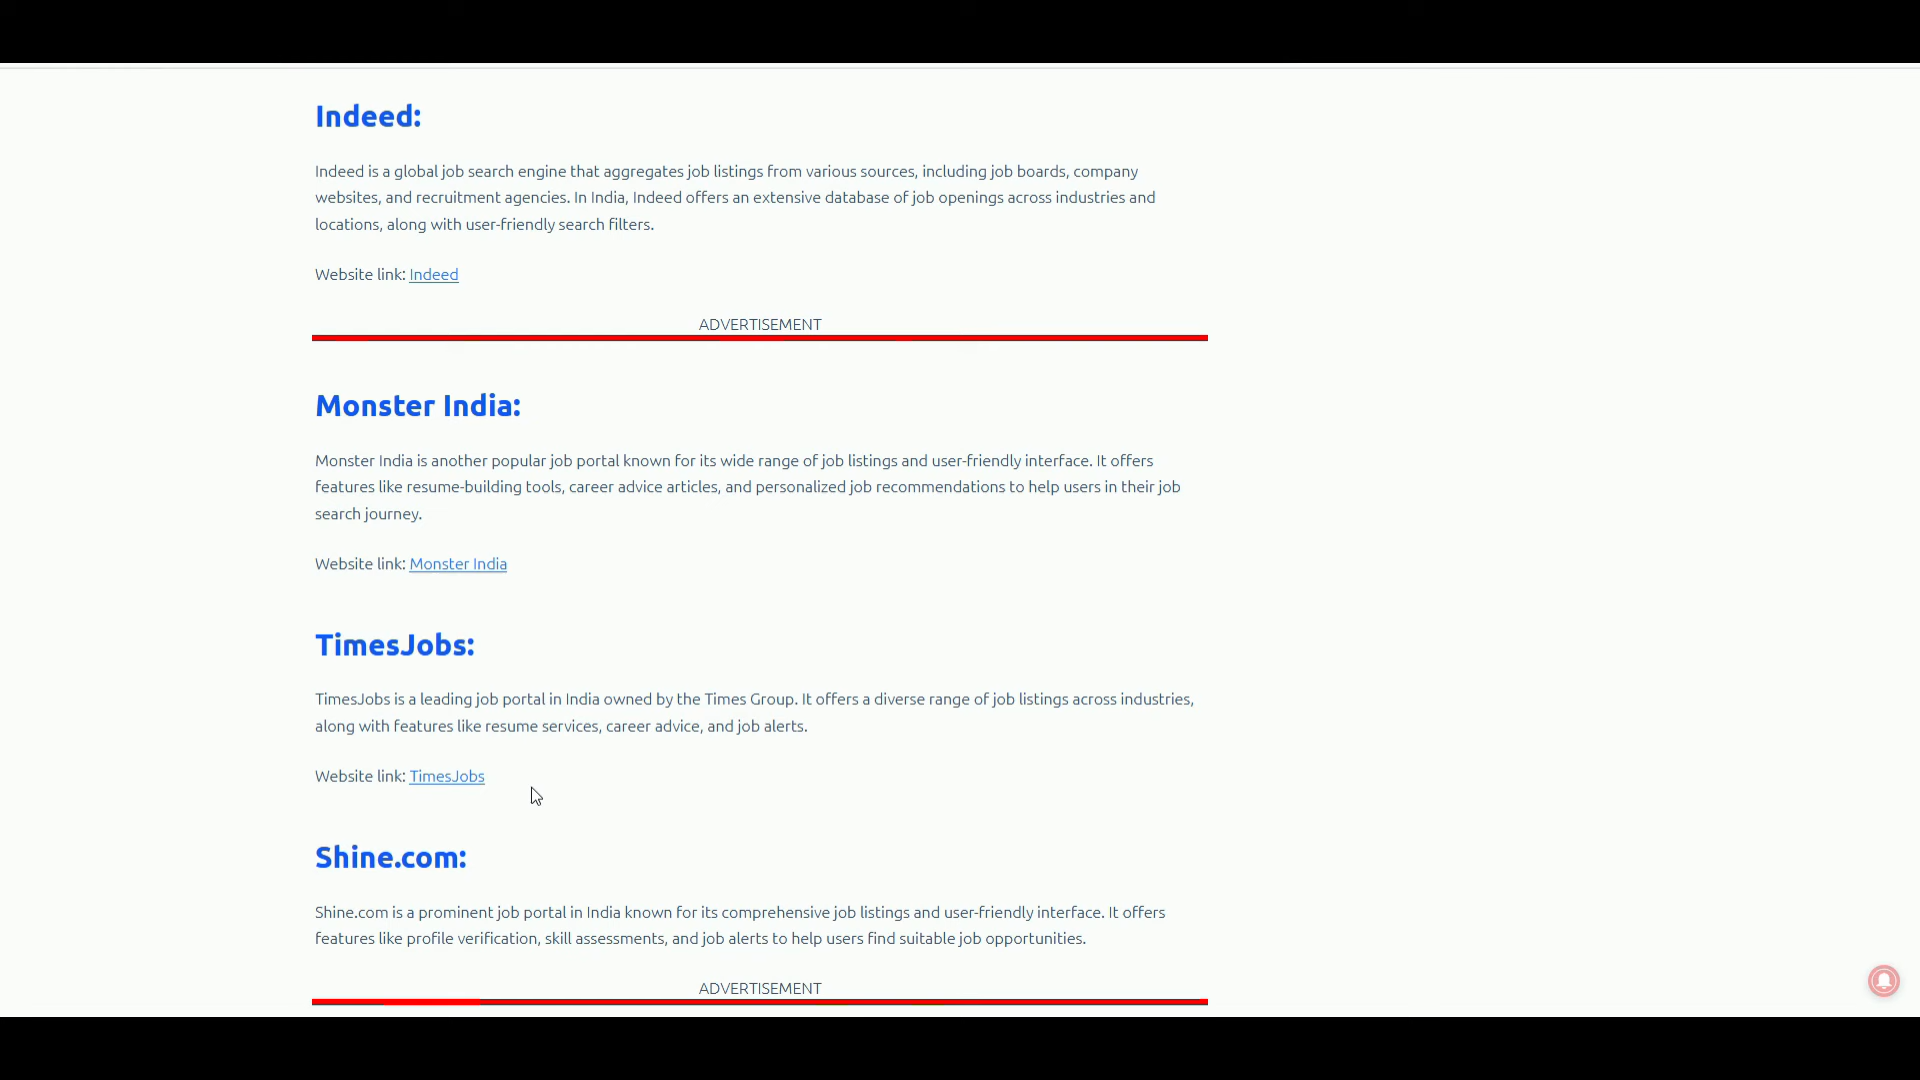 Indeed:
Indeed is a global job search engine that aggregates job listings from various sources, including job boards, company
websites, and recruitment agencies. In India, Indeed offers an extensive database of job openings across industries and
locations, along with user-friendly search filters.
Website link: Indeed
ADVERTISEMENT
Monster India:
Monster India is another popular job portal known for its wide range of job listings and user-friendly interface. It offers
features like resume-building tools, career advice articles, and personalized job recommendations to help users in their job
search journey.
Website link: Monster India
TimesJobs:
TimesJobs is a leading job portal in India owned by the Times Group. It offers a diverse range of job listings across industries,
along with features like resume services, career advice, and job alerts.
Website link: TimesJobs
Shine.com:
Shine.com is a prominent job portal in India known for its comprehensive job listings and user-friendly interface. It offers
features like profile verification, skill assessments, and job alerts to help users find suitable job opportunities.
ADVERTISEMENT